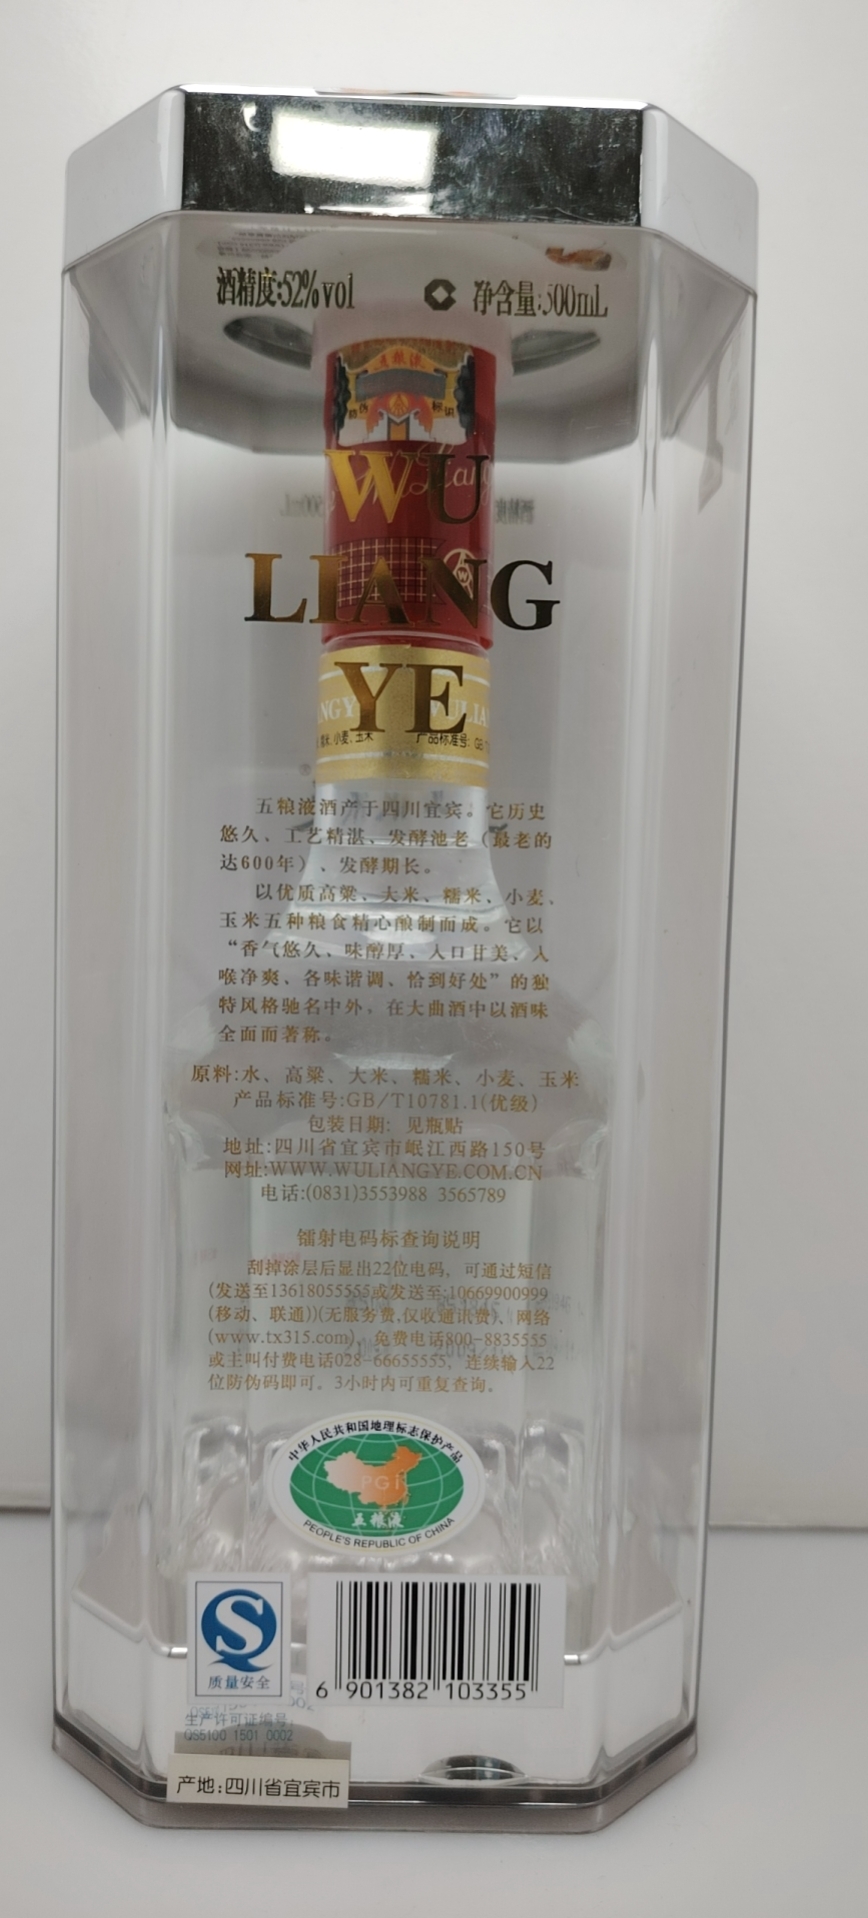 酒精度:52%vol 净含量:500mL
五粮液
防伪 标识
WU
LIANG
YE
小麦、玉米 产品标准号:
五粮液酒产于四川宜宾。它历史
悠久、工艺精湛、发酵池老（最老的
达600年）、发酵期长。
以优质高粱、大米、糯米、小麦、
玉米五种粮食精心酿制而成。它以
“香气悠久、味醇厚、入口甘美、入
喉净爽、各味谐调、恰到好处”的独
特风格驰名中外，在大曲酒中以酒味
全面而著称。
原料:水、高粱、大米、糯米、小麦、玉米
产品标准号:GB/T10781.1(优级)
包装日期: 见瓶贴
地址:四川省宜宾市岷江西路150号
网址:WWW.WULIANGYE.COM.CN
电话:(0831)3553988 3565789
镭射电码标查询说明
刮掉涂层后显出22位电码，可通过短信
(发送至13618055555或发送至:10669900999
(移动、联通))(无服务费,仅收通讯费)、网络
(www.tx315.com)、免费电话800-8835555
或主叫付费电话028-66655555, 连续输入22
位防伪码即可。3小时内可重复查询。
中华人民共和国地理标志保护产品
PGI
五粮液
PEOPLE'S REPUBLIC OF CHINA
质量安全
6 901382 103355
生产许可证编号:
QS5100 1501 0002
产地:四川省宜宾市